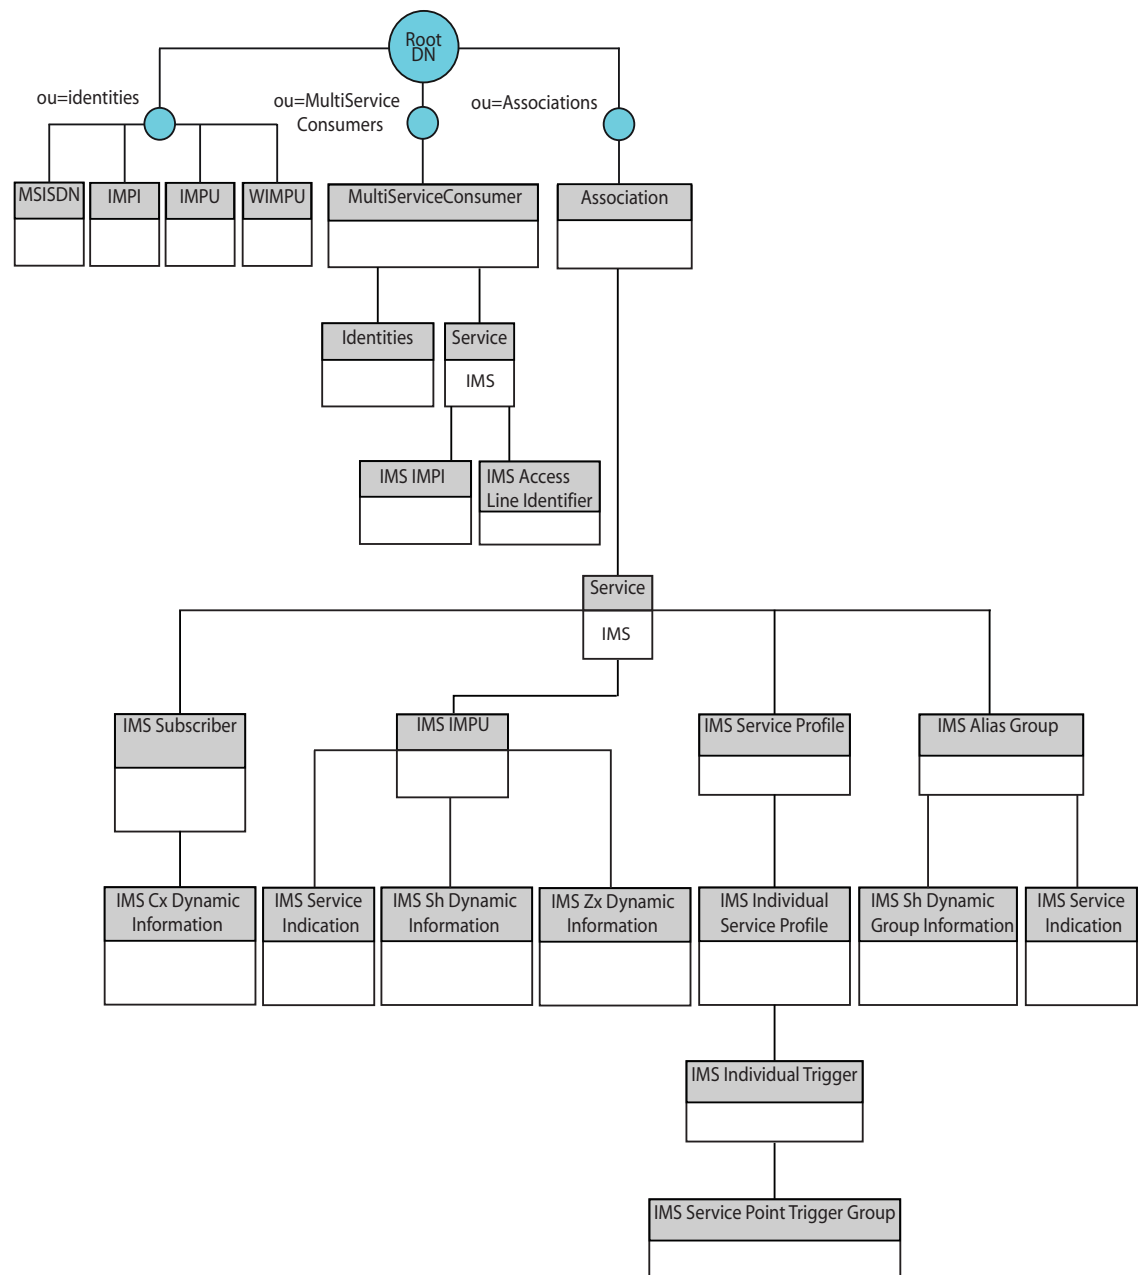 Root
DN
ou=identities
ou=MultiService
Consumers
ou=Associations
MSISDN
IMPI
IMPU
WIMPU
MultiServiceConsumer
Association
Identities
Service
IMS
IMS IMPI
IMS Access
Line Identifier
Service
IMS
IMS Subscriber
IMS IMPU
IMS Service Profile
IMS Alias Group
IMS Cx Dynamic
Information
IMS Service
Indication
IMS Sh Dynamic
Information
IMS Zx Dynamic
Information
IMS Individual
Service Profile
IMS Sh Dynamic
Group Information
IMS Service
Indication
IMS Individual Trigger
IMS Service Point Trigger Group